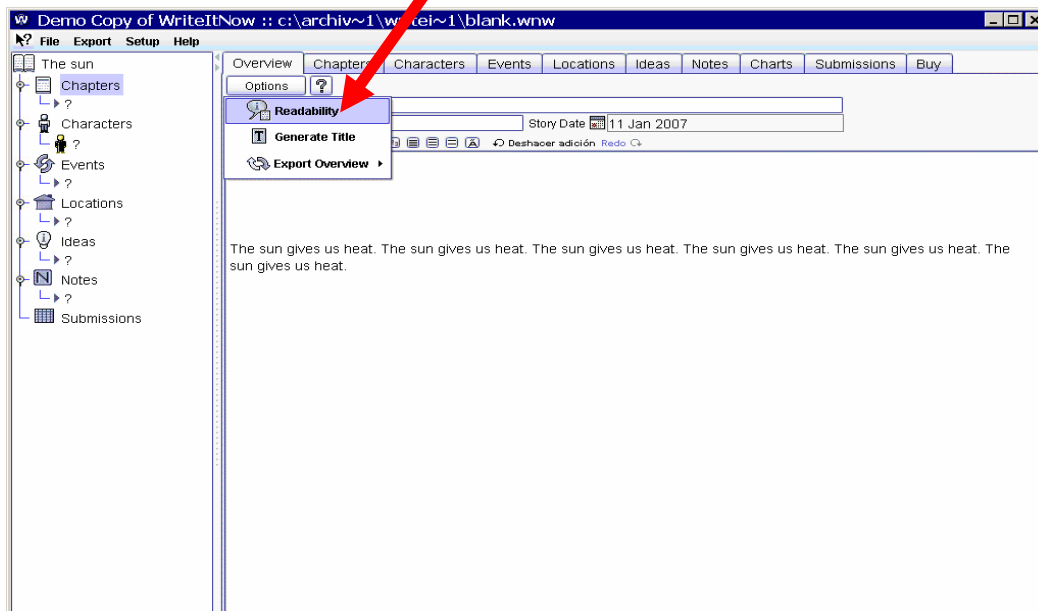 Demo Copy of WriteItNow :: c:\archiv~1\writei~1\blank.wnw
File Export Setup Help
The sun
Chapters
?
Characters
?
Events
?
Locations
?
Ideas
?
Notes
?
Submissions
Overview Chapters Characters Events Locations Ideas Notes Charts Submissions Buy
Options ?
Readability
Generate Title
Export Overview
Story Date 11 Jan 2007
Deshacer adición Redo
The sun gives us heat. The sun gives us heat. The sun gives us heat. The sun gives us heat. The sun gives us heat. The
sun gives us heat.